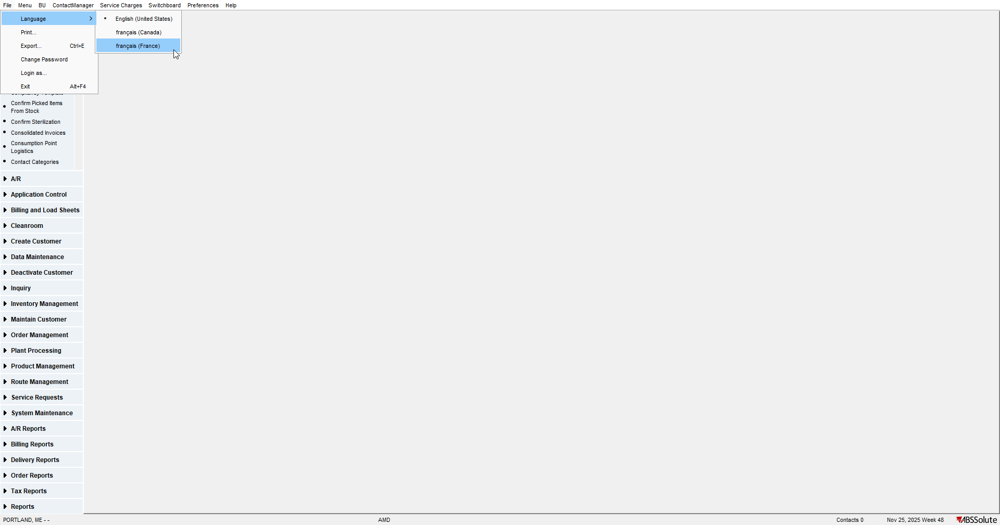 File Menu BU ContactManager Service Charges Switchboard Preferences Help
Language
English (United States)
français (Canada)
français (France)
Print...
Export... Ctrl+E
Change Password
Login as...
Exit Alt+F4
Confirm Picked Items
From Stock
Confirm Sterilization
Consolidated Invoices
Consumption Point
Logistics
Contact Categories
A/R
Application Control
Billing and Load Sheets
Cleanroom
Create Customer
Data Maintenance
Deactivate Customer
Inquiry
Inventory Management
Maintain Customer
Order Management
Plant Processing
Product Management
Route Management
Service Requests
System Maintenance
A/R Reports
Billing Reports
Delivery Reports
Order Reports
Tax Reports
Reports
PORTLAND, ME - - AMD Contacts 0 Nov 25, 2025 Week 48 ABSSolute